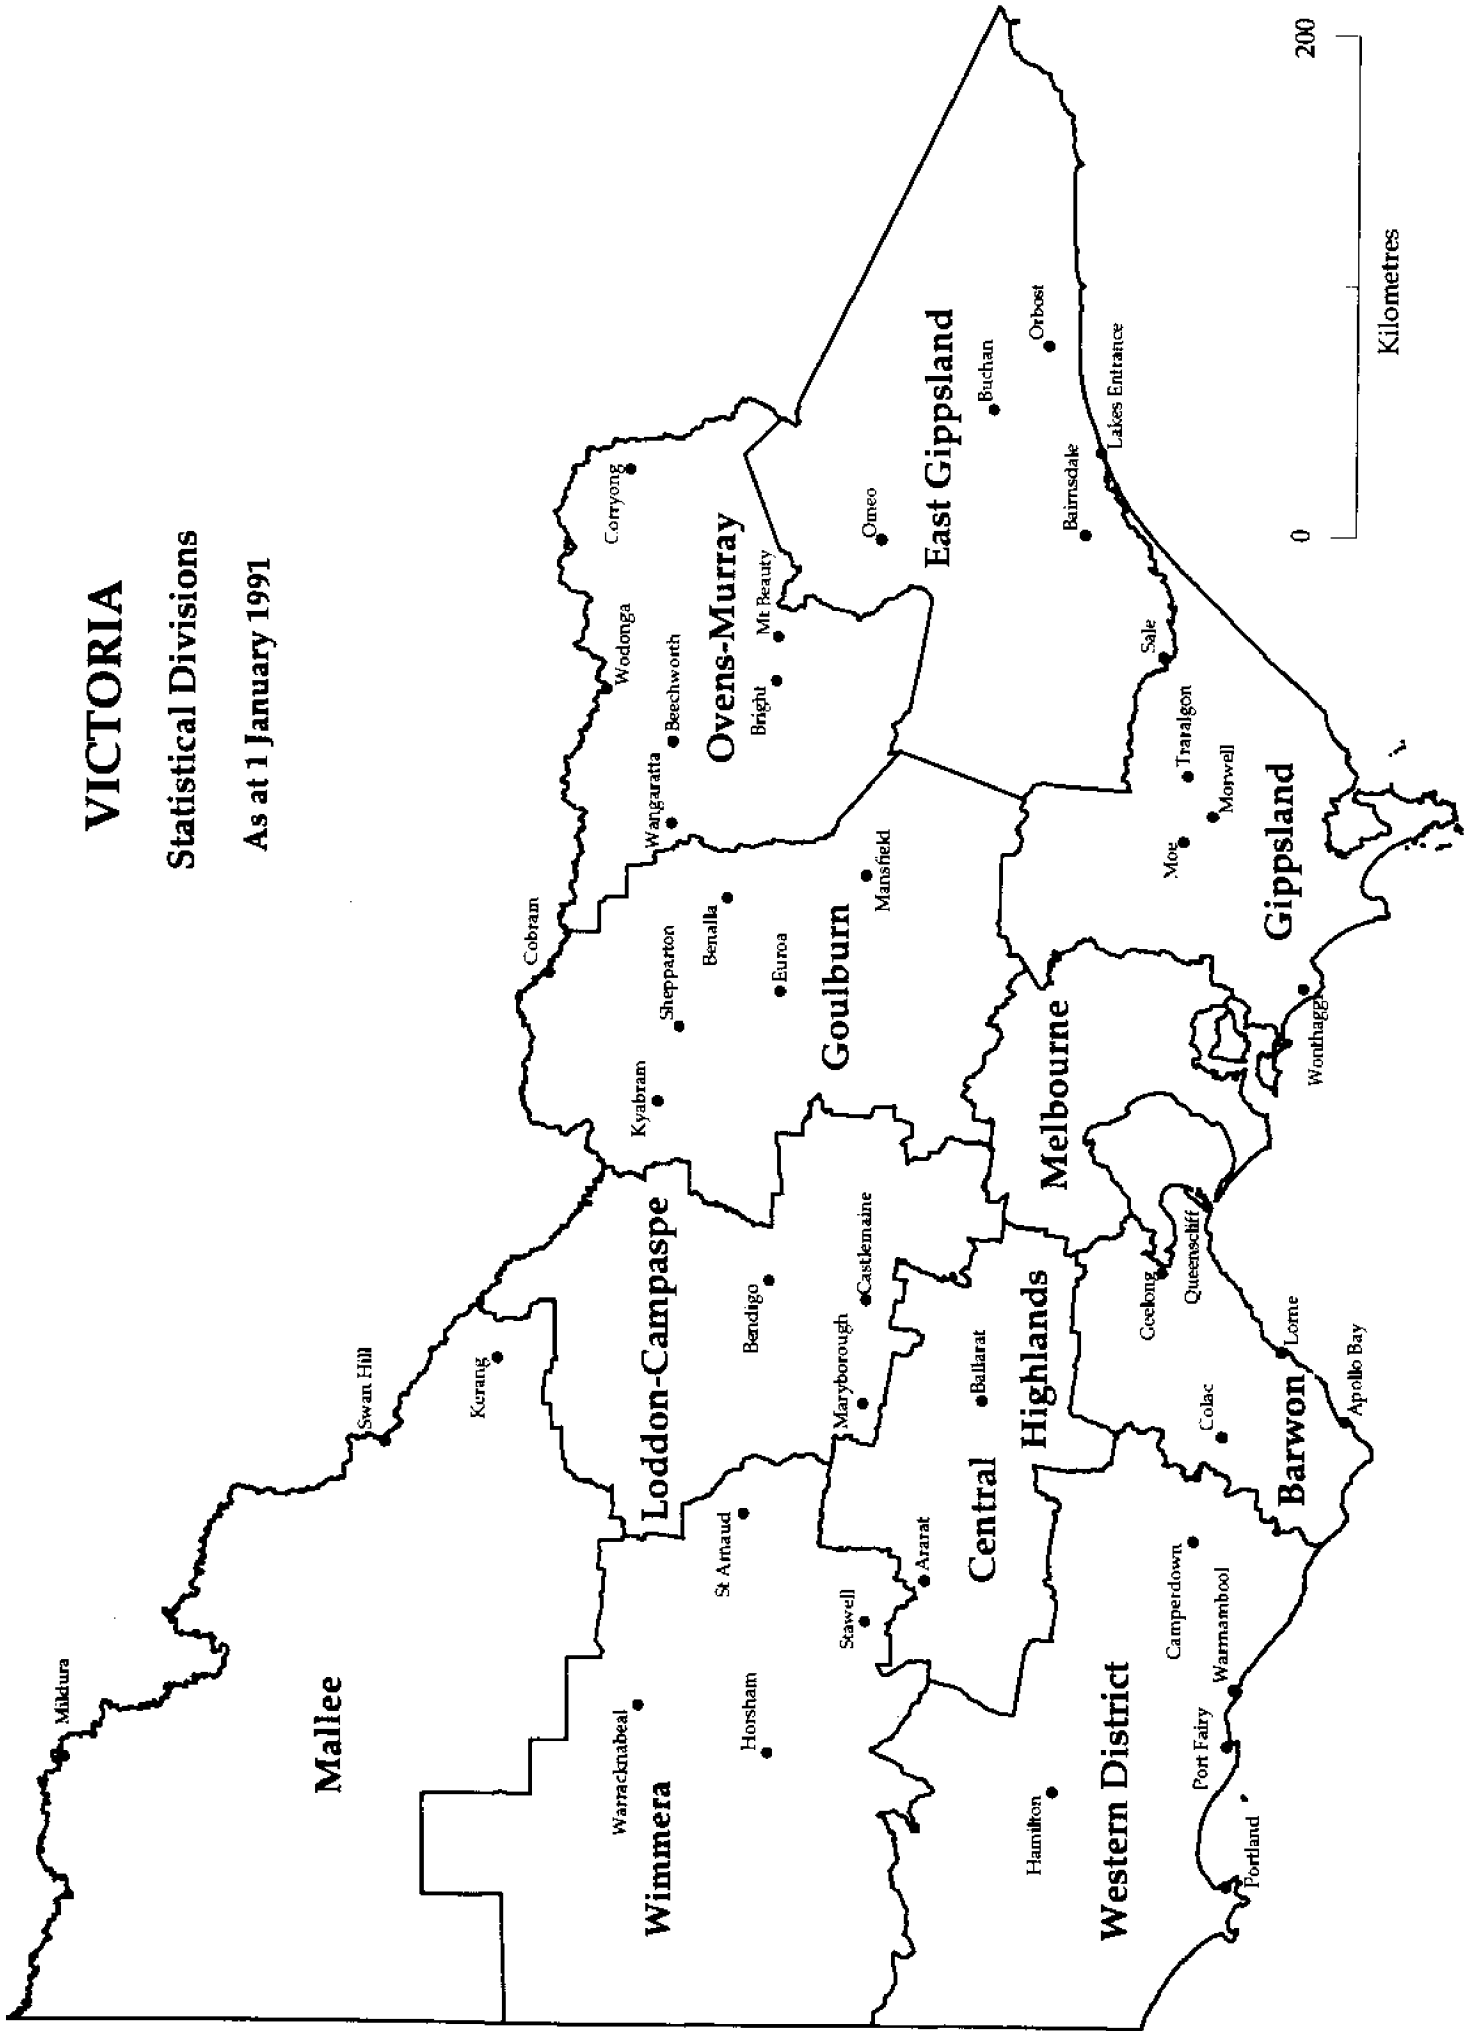 VICTORIA
Statistical Divisions
As at 1 January 1991
Mildura
Mallee
Swan Hill
Kerang
Cobram
Wodonga
Corryong
Wimmera
Warracknabeal
Horsham
St Arnaud
Stawell
Loddon-Campaspe
Bendigo
Maryborough
Castlemaine
Kyabram
Shepparton
Benalla
Euroa
Goulburn
Mansfield
Wangaratta
Beechworth
Ovens-Murray
Bright
Mt Beauty
Omeo
East Gippsland
Buchan
Orbost
Bairnsdale
Lakes Entrance
Sale
Ararat
Central
Highlands
Ballarat
Melbourne
Western District
Hamilton
Camperdown
Warrnambool
Port Fairy
Portland
Barwon
Colac
Geelong
Queenscliff
Lorne
Apollo Bay
Gippsland
Moe
Morwell
Traralgon
Wonthaggi
0
200
Kilometres